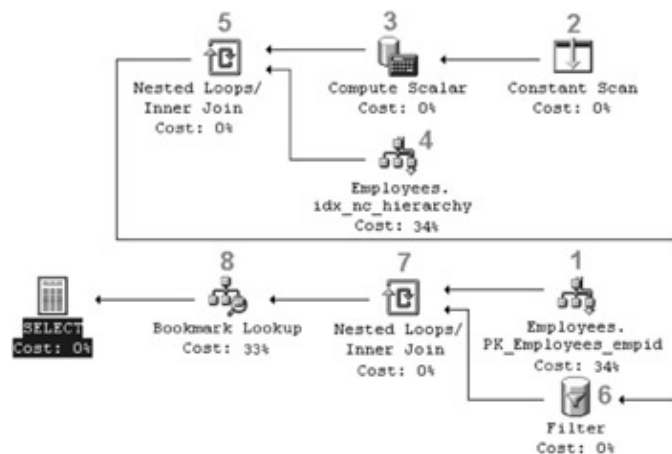 5
3
2
Nested Loops/
Inner Join
Cost: 0%
Compute Scalar
Cost: 0%
Constant Scan
Cost: 0%
4
Employees.
idx_nc_hierarchy
Cost: 34%
8
7
1
SELECT
Cost: 0%
Bookmark Lookup
Cost: 33%
Nested Loops/
Inner Join
Cost: 0%
Employees.
PK_Employees_empid
Cost: 34%
6
Filter
Cost: 0%